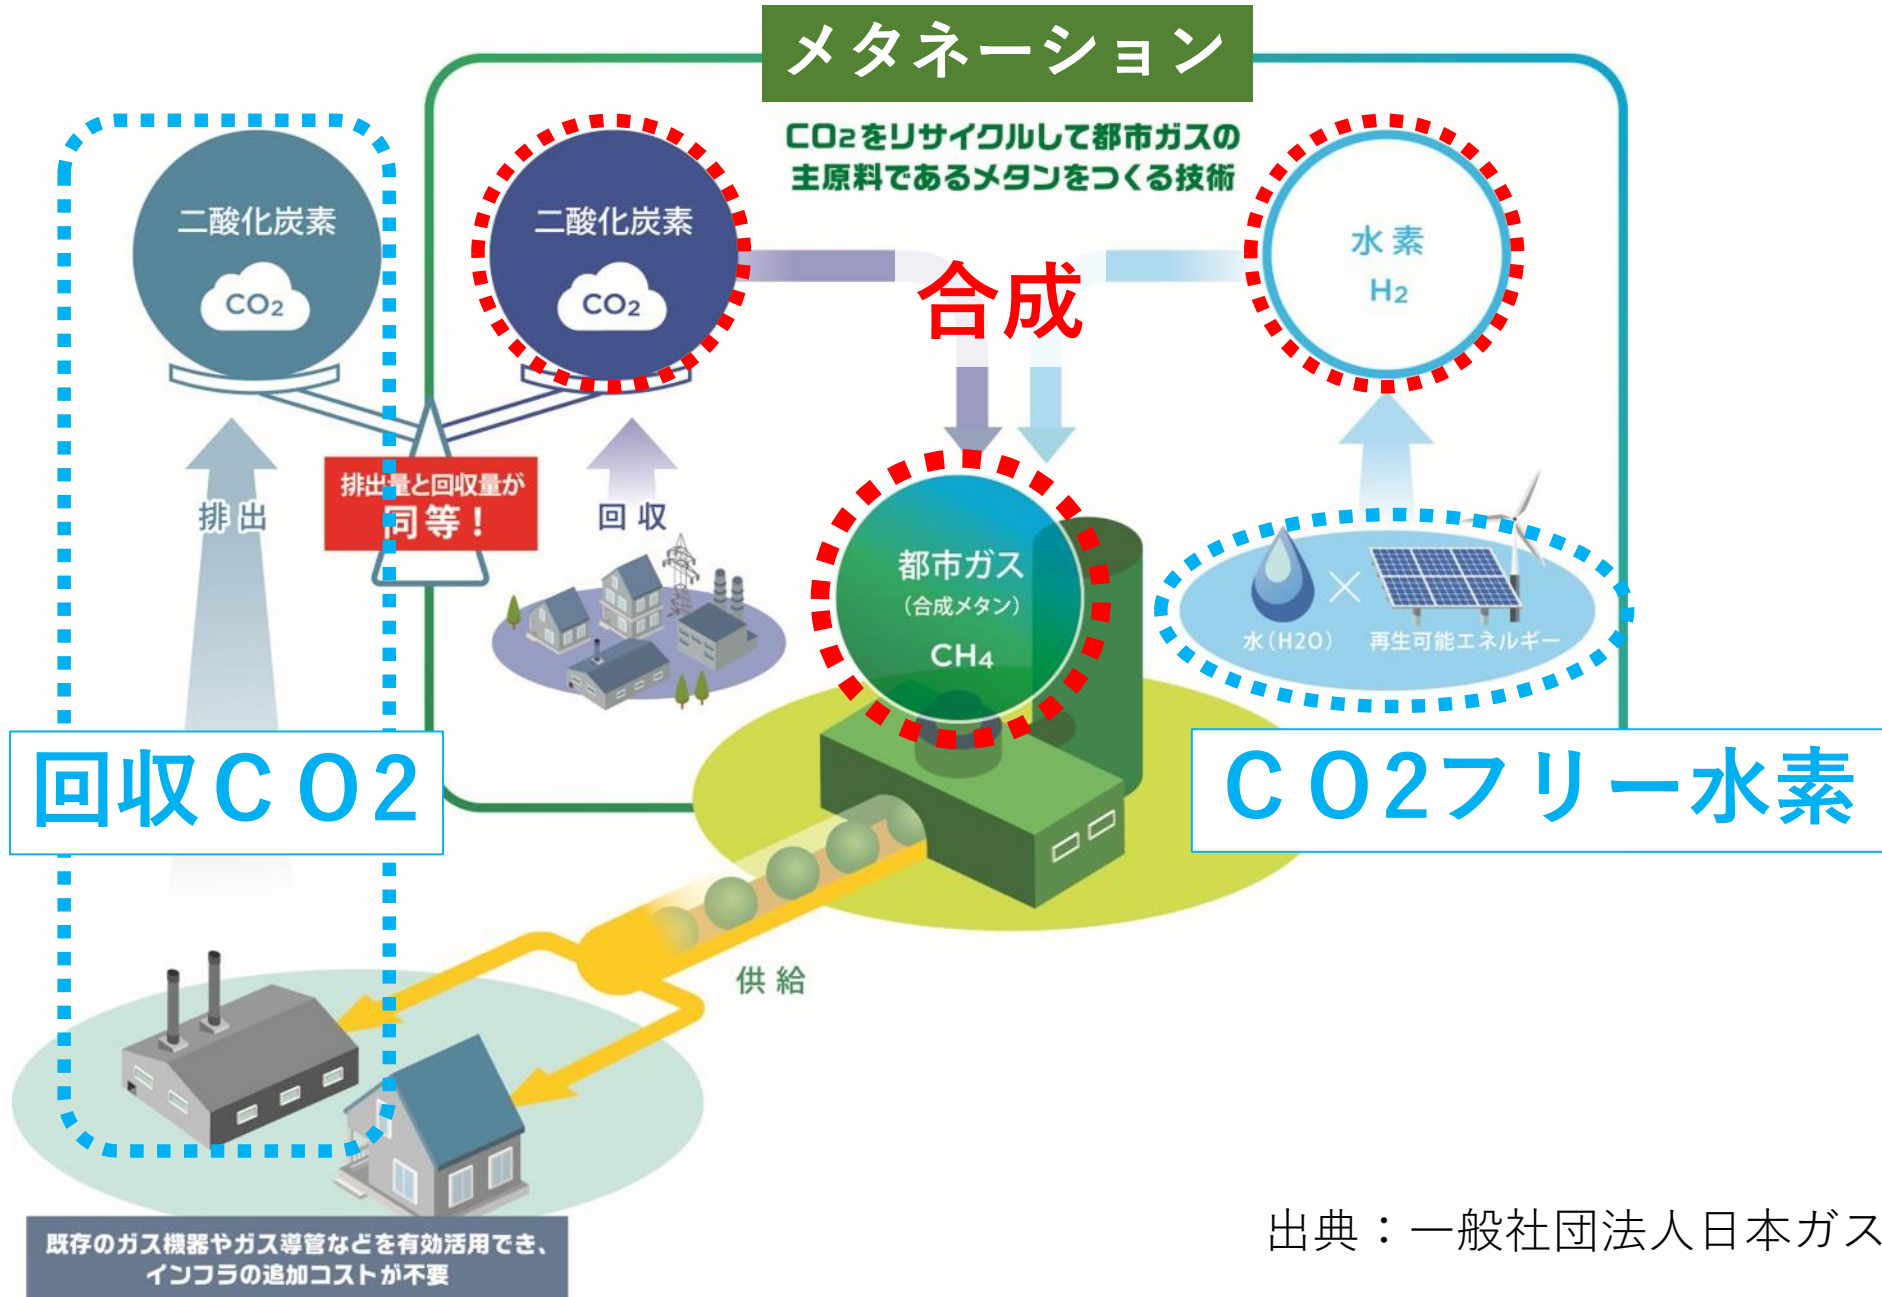 メタネーション
CO2をリサイクルして都市ガスの
主原料であるメタンをつくる技術
二酸化炭素
CO2
二酸化炭素
CO2
合成
水素
H2
排出
排出量と回収量が
同等！
回収
都市ガス
（合成メタン）
CH4
水（H2O）
×
再生可能エネルギー
回収ＣＯ2
ＣＯ2フリー水素
供給
既存のガス機器やガス導管などを有効活用でき、
インフラの追加コストが不要
出典：一般社団法人日本ガス